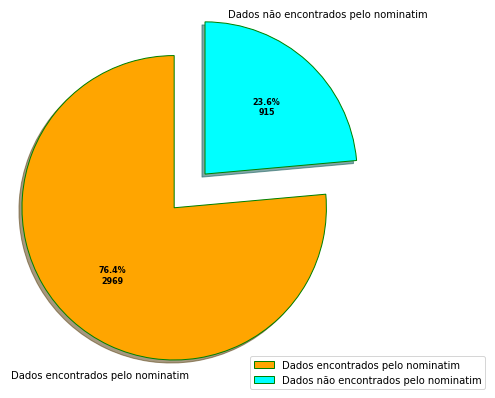 Dados não encontrados pelo nominatim
23.6%
915
76.4%
2969
Dados encontrados pelo nominatim
Dados encontrados pelo nominatim
Dados não encontrados pelo nominatim